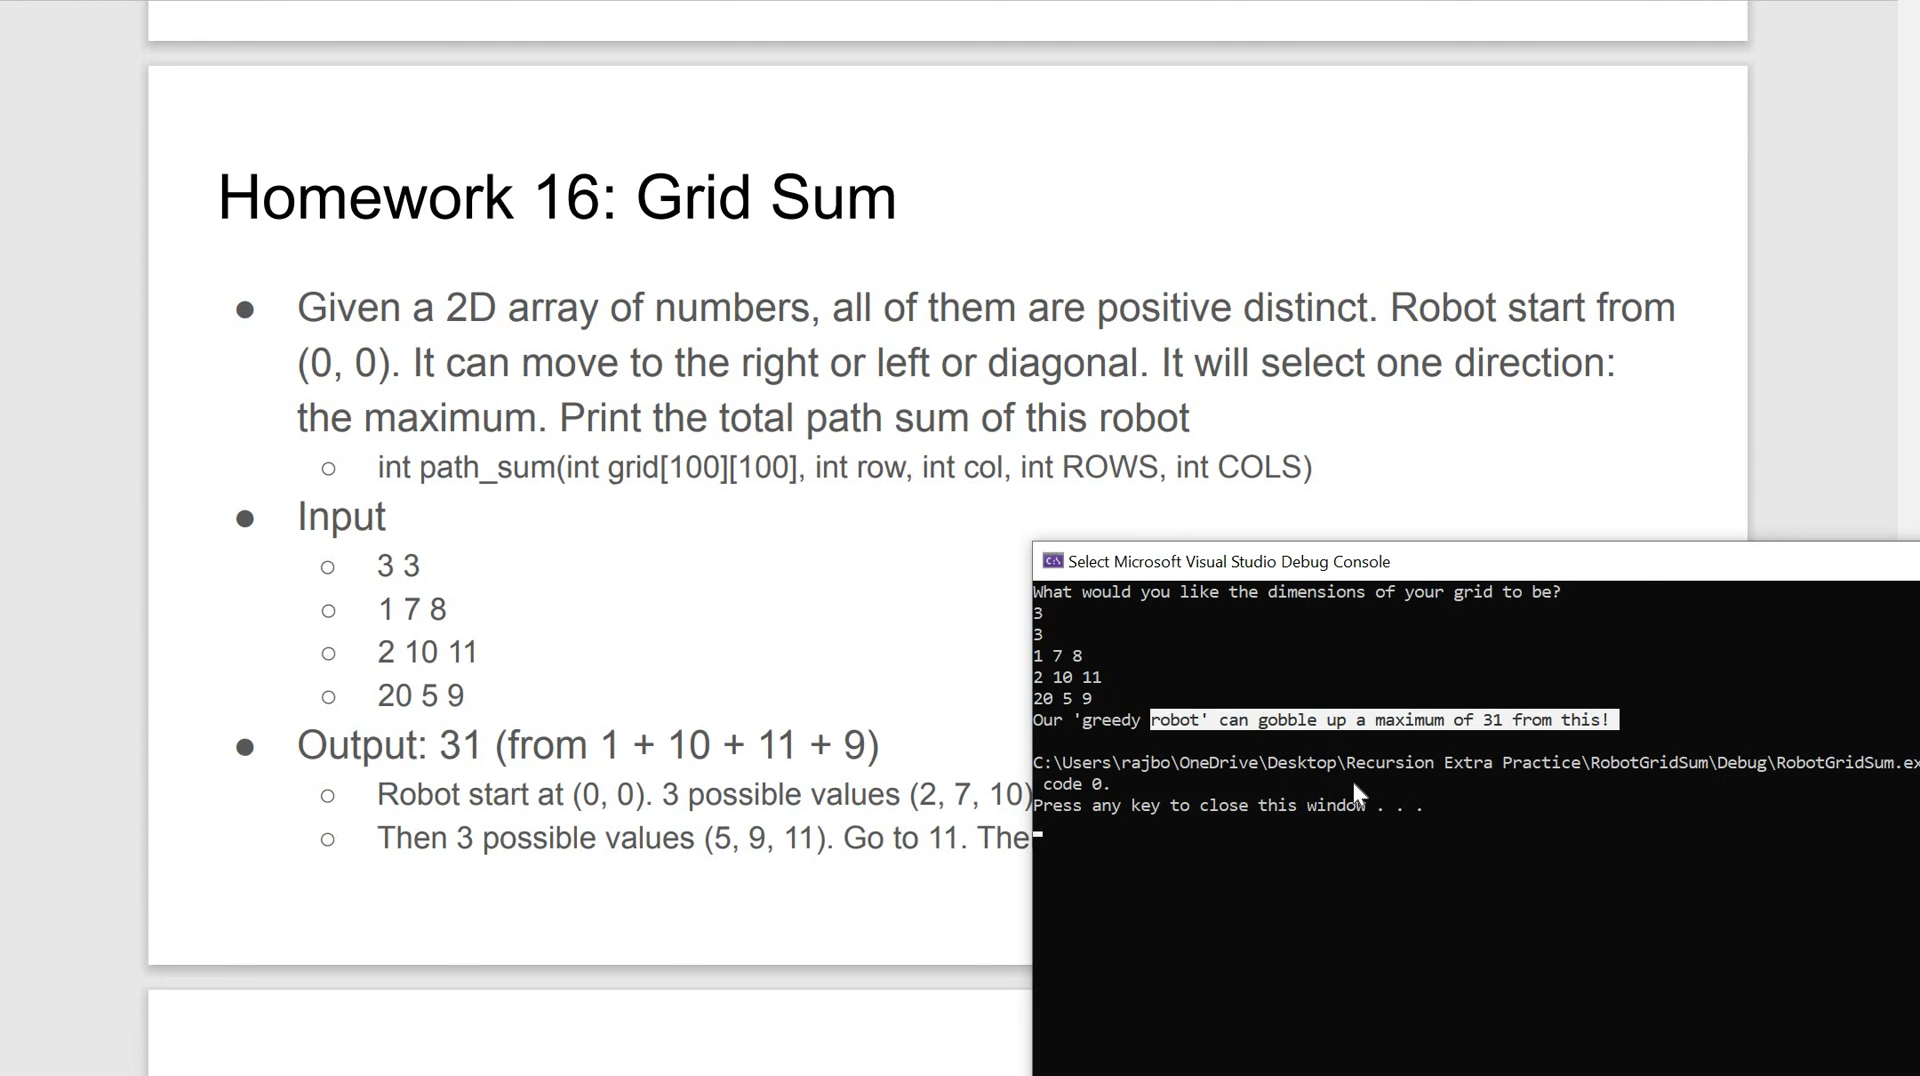 Homework 16: Grid Sum
● Given a 2D array of numbers, all of them are positive distinct. Robot start from
(0, 0). It can move to the right or left or diagonal. It will select one direction:
the maximum. Print the total path sum of this robot
○ int path_sum(int grid[100][100], int row, int col, int ROWS, int COLS)
● Input
○ 3 3
○ 1 7 8
○ 2 10 11
○ 20 5 9
● Output: 31 (from 1 + 10 + 11 + 9)
○ Robot start at (0, 0). 3 possible values (2, 7, 10)
○ Then 3 possible values (5, 9, 11). Go to 11. The
Select Microsoft Visual Studio Debug Console
What would you like the dimensions of your grid to be?
3
3
1 7 8
2 10 11
20 5 9
Our 'greedy robot' can gobble up a maximum of 31 from this!
C:\Users\rajbo\OneDrive\Desktop\Recursion Extra Practice\RobotGridSum\Debug\RobotGridSum.ex
code 0.
Press any key to close this window . . .